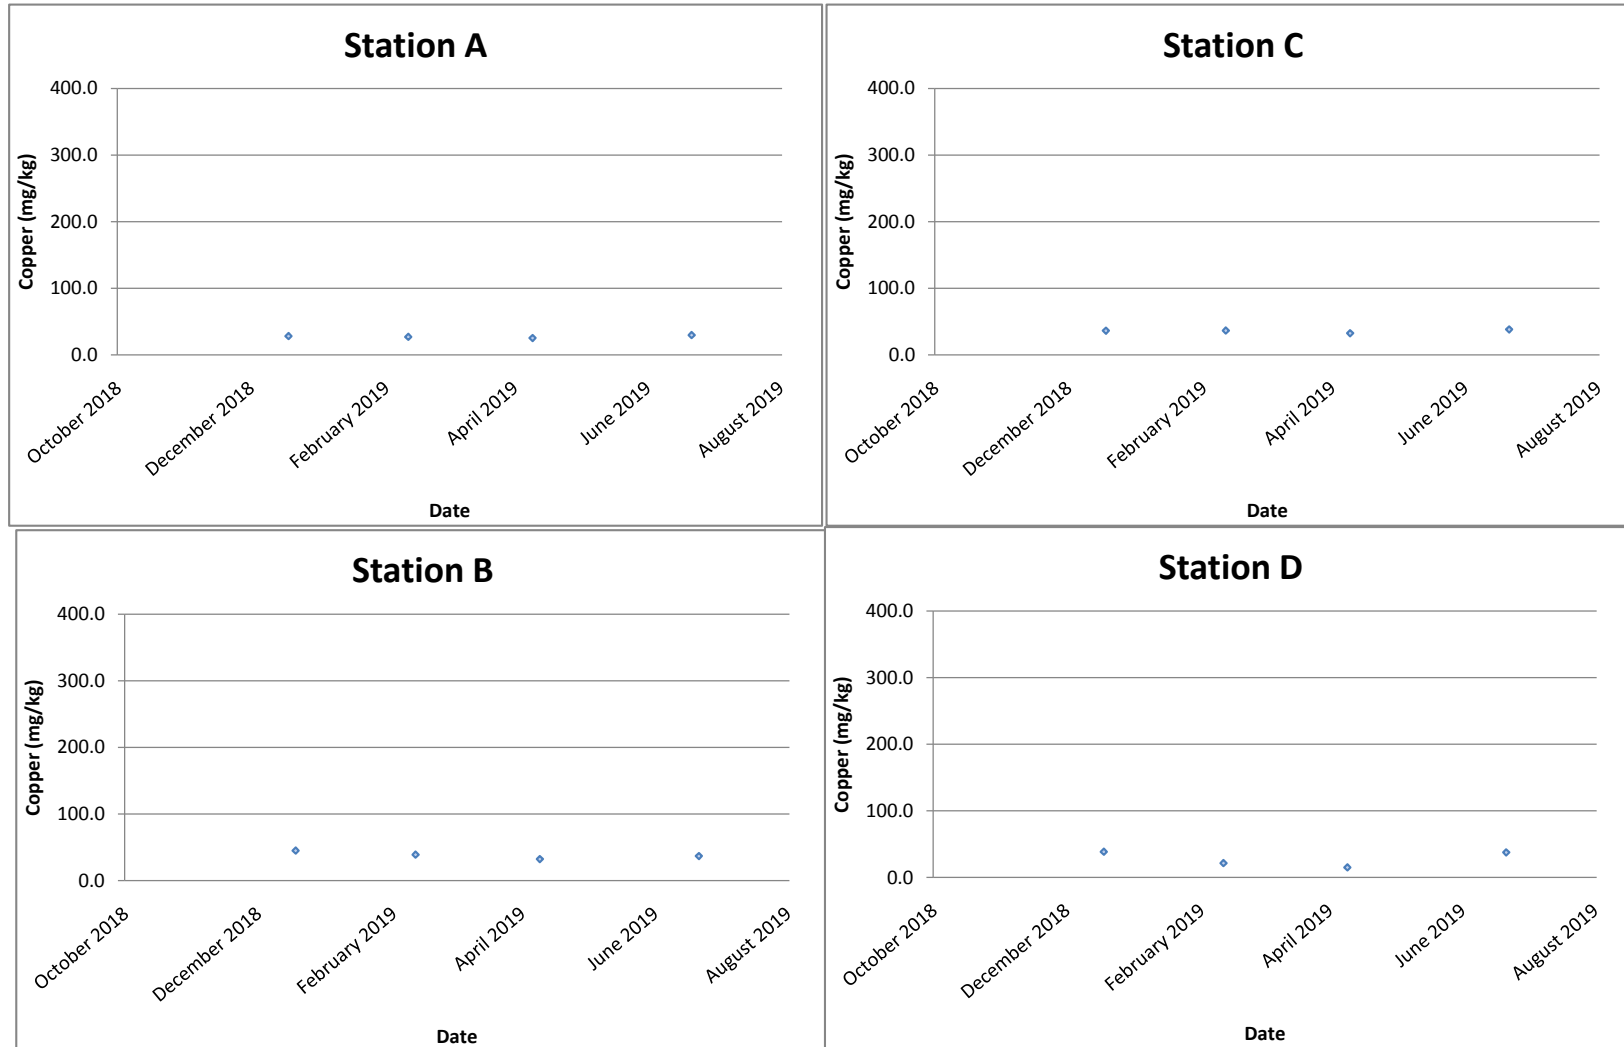 Station A
Copper (mg/kg)
400.0
300.0
200.0
100.0
0.0
October 2018
December 2018
February 2019
April 2019
June 2019
August 2019
Date
Station C
Copper (mg/kg)
400.0
300.0
200.0
100.0
0.0
October 2018
December 2018
February 2019
April 2019
June 2019
August 2019
Date
Station B
Copper (mg/kg)
400.0
300.0
200.0
100.0
0.0
October 2018
December 2018
February 2019
April 2019
June 2019
August 2019
Date
Station D
Copper (mg/kg)
400.0
300.0
200.0
100.0
0.0
October 2018
December 2018
February 2019
April 2019
June 2019
August 2019
Date